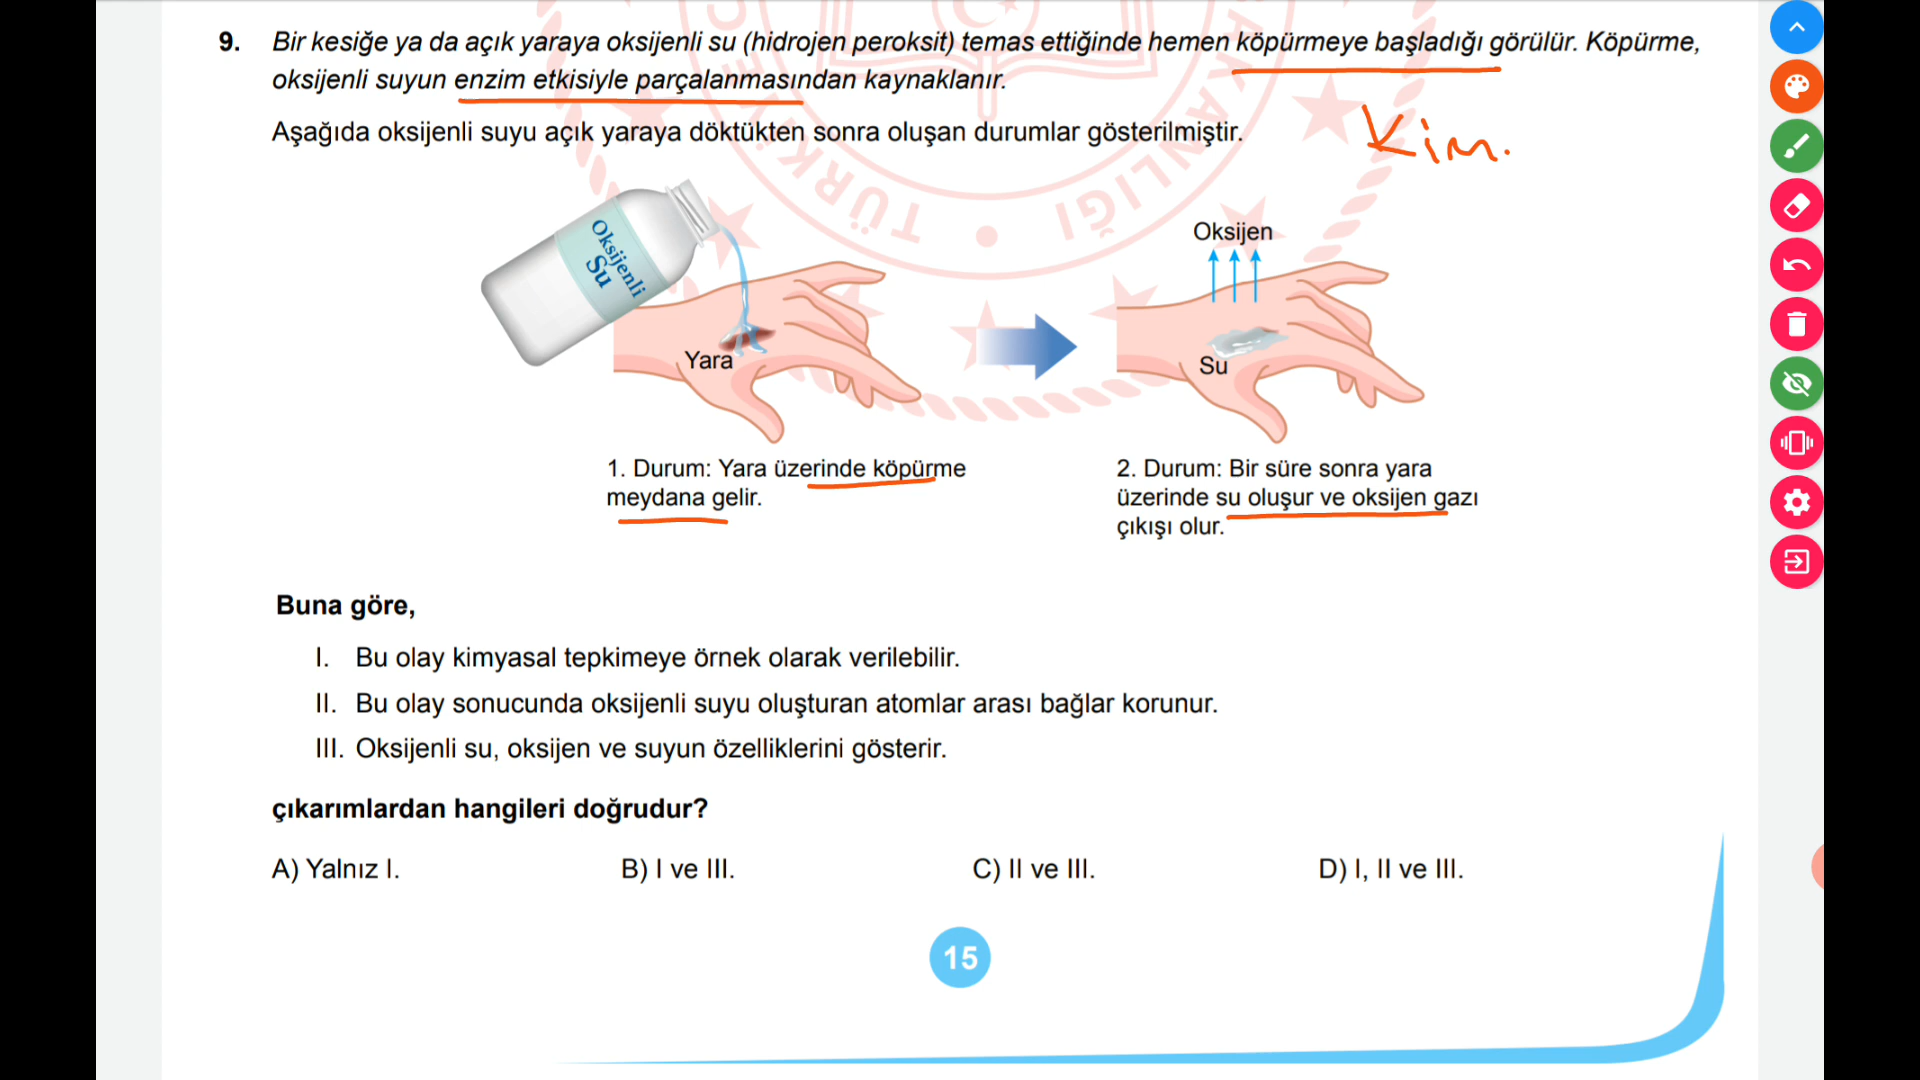 9. Bir kesiğe ya da açık yaraya oksijenli su (hidrojen peroksit) temas ettiğinde hemen köpürmeye başladığı görülür. Köpürme,
oksijenli suyun enzim etkisiyle parçalanmasından kaynaklanır.
Aşağıda oksijenli suyu açık yaraya döktükten sonra oluşan durumlar gösterilmiştir.
Kim.
Oksijenli
Su
Yara
Oksijen
Su
1. Durum: Yara üzerinde köpürme
meydana gelir.
2. Durum: Bir süre sonra yara
üzerinde su oluşur ve oksijen gazı
çıkışı olur.
Buna göre,
I. Bu olay kimyasal tepkimeye örnek olarak verilebilir.
II. Bu olay sonucunda oksijenli suyu oluşturan atomlar arası bağlar korunur.
III. Oksijenli su, oksijen ve suyun özelliklerini gösterir.
çıkarımlardan hangileri doğrudur?
A) Yalnız I.
B) I ve III.
C) II ve III.
D) I, II ve III.
15